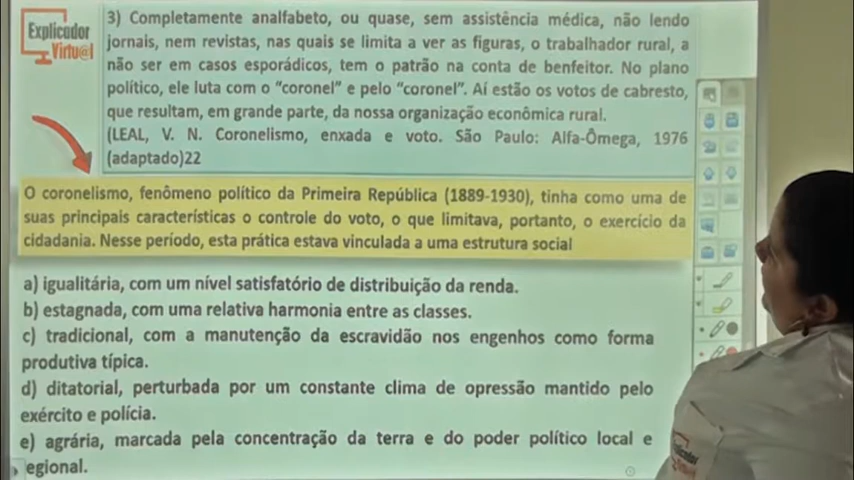 Explicador
Virtu@l
3) Completamente analfabeto, ou quase, sem assistência médica, não lendo
jornais, nem revistas, nas quais se limita a ver as figuras, o trabalhador rural, a
não ser em casos esporádicos, tem o patrão na conta de benfeitor. No plano
político, ele luta com o “coronel” e pelo “coronel”. Aí estão os votos de cabresto,
que resultam, em grande parte, da nossa organização econômica rural.
(LEAL, V. N. Coronelismo, enxada e voto. São Paulo: Alfa-Ômega, 1976
(adaptado)22
O coronelismo, fenômeno político da Primeira República (1889-1930), tinha como uma de
suas principais características o controle do voto, o que limitava, portanto, o exercício da
cidadania. Nesse período, esta prática estava vinculada a uma estrutura social
a) igualitária, com um nível satisfatório de distribuição da renda.
b) estagnada, com uma relativa harmonia entre as classes.
c) tradicional, com a manutenção da escravidão nos engenhos como forma
produtiva típica.
d) ditatorial, perturbada por um constante clima de opressão mantido pelo
exército e polícia.
e) agrária, marcada pela concentração da terra e do poder político local e
egional.